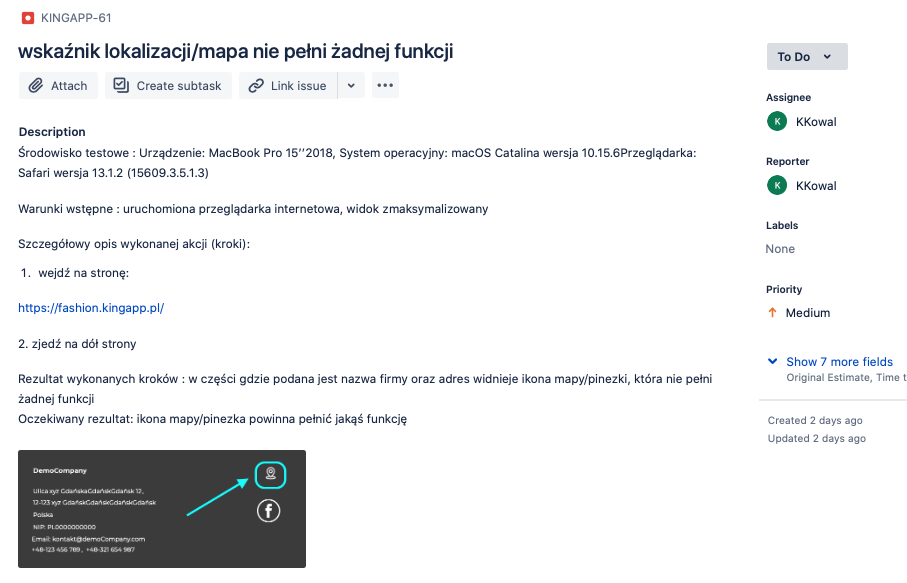 KINGAPP-61
wskaźnik lokalizacji/mapa nie pełni żadnej funkcji
Attach
Create subtask
Link issue
Description
Środowisko testowe : Urządzenie: MacBook Pro 15’’2018, System operacyjny: macOS Catalina wersja 10.15.6Przeglądarka:
Safari wersja 13.1.2 (15609.3.5.1.3)
Warunki wstępne : uruchomiona przeglądarka internetowa, widok zmaksymalizowany
Szczegółowy opis wykonanej akcji (kroki):
1. wejdź na stronę:
https://fashion.kingapp.pl/
2. zjedź na dół strony
Rezultat wykonanych kroków : w części gdzie podana jest nazwa firmy oraz adres widnieje ikona mapy/pinezki, która nie pełni
żadnej funkcji
Oczekiwany rezultat: ikona mapy/pinezka powinna pełnić jakąś funkcję
DemoCompany
Ulica xyz GdańskaGdańskGdańsk 12 ,
12-123 xyz GdańskGdańskGdańskGdańsk
Polska
NIP: PL0000000000
Email: kontakt@demoCompany.com
+48-123 456 789 , +48-321 654 987
To Do
Assignee
K KKowal
Reporter
K KKowal
Labels
None
Priority
Medium
Show 7 more fields
Original Estimate, Time t
Created 2 days ago
Updated 2 days ago